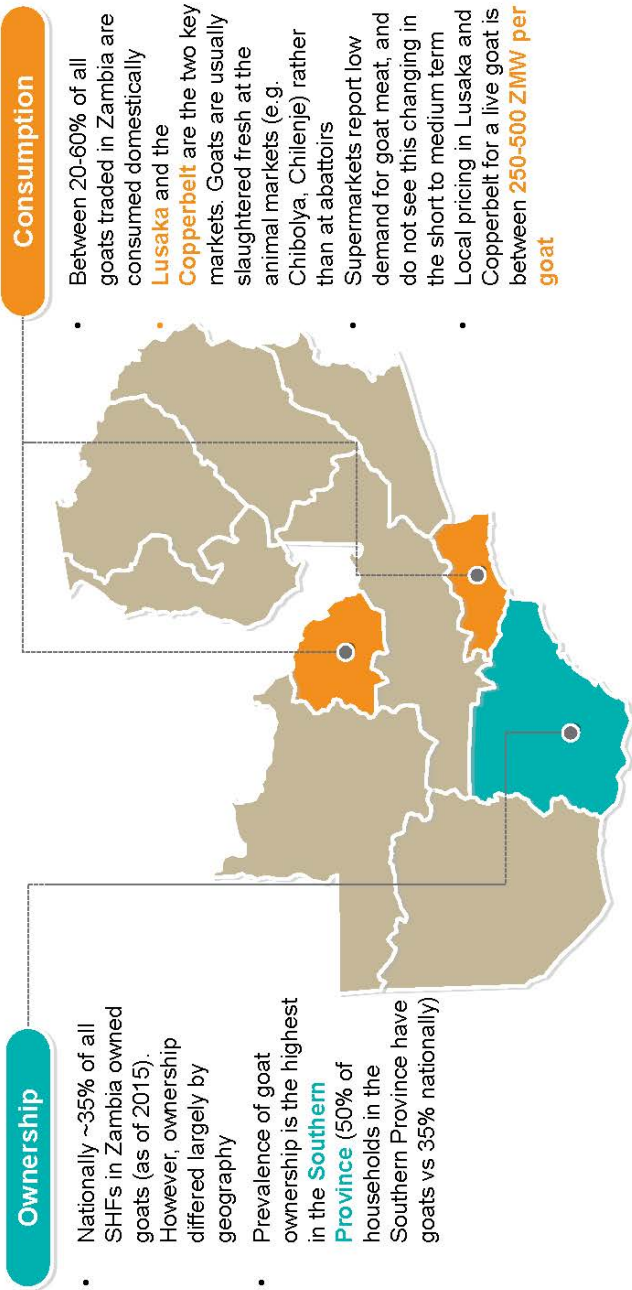 Ownership
• Nationally ~35% of all
SHFs in Zambia owned
goats (as of 2015).
However, ownership
differed largely by
geography
• Prevalence of goat
ownership is the highest
in the Southern
Province (50% of
households in the
Southern Province have
goats vs 35% nationally)
Consumption
• Between 20-60% of all
goats traded in Zambia are
consumed domestically
• Lusaka and the
Copperbelt are the two key
markets. Goats are usually
slaughtered fresh at the
animal markets (e.g.
Chibolya, Chilenje) rather
than at abattoirs
• Supermarkets report low
demand for goat meat, and
do not see this changing in
the short to medium term
• Local pricing in Lusaka and
Copperbelt for a live goat is
between 250-500 ZMW per
goat